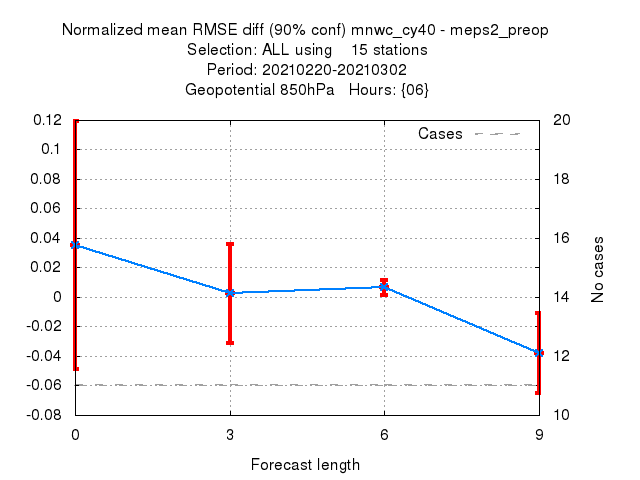 Normalized mean RMSE diff (90% conf) mnwc_cy40 - meps2_preop
Selection: ALL using    15 stations
Period: 20210220-20210302
Geopotential 850hPa   Hours: {06}
Cases
0.12
0.1
0.08
0.06
0.04
0.02
0
-0.02
-0.04
-0.06
-0.08
20
18
16
14
12
10
No cases
0 3 6 9
Forecast length